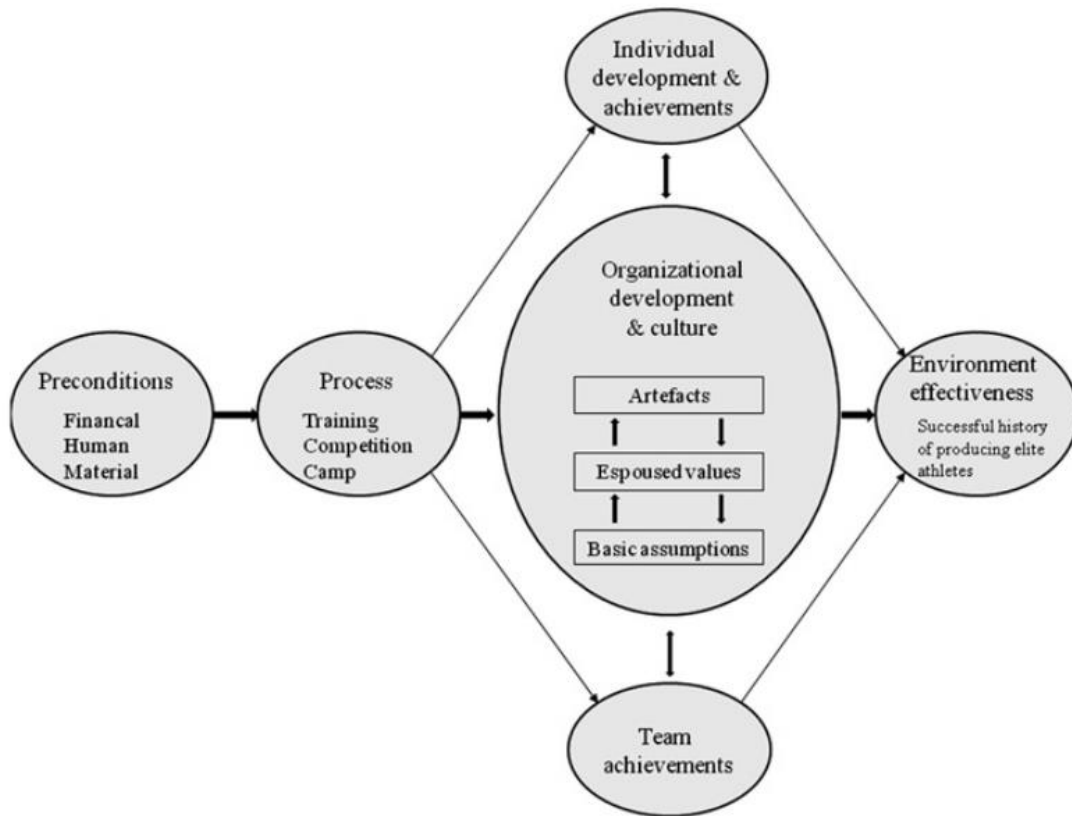 Individual
development &
achievements
Organizational
development
& culture
Artefacts
Espoused values
Basic assumptions
Preconditions
Financal
Human
Material
Process
Training
Competition
Camp
Environment
effectiveness
Successful history
of producing elite
athletes
Team
achievements